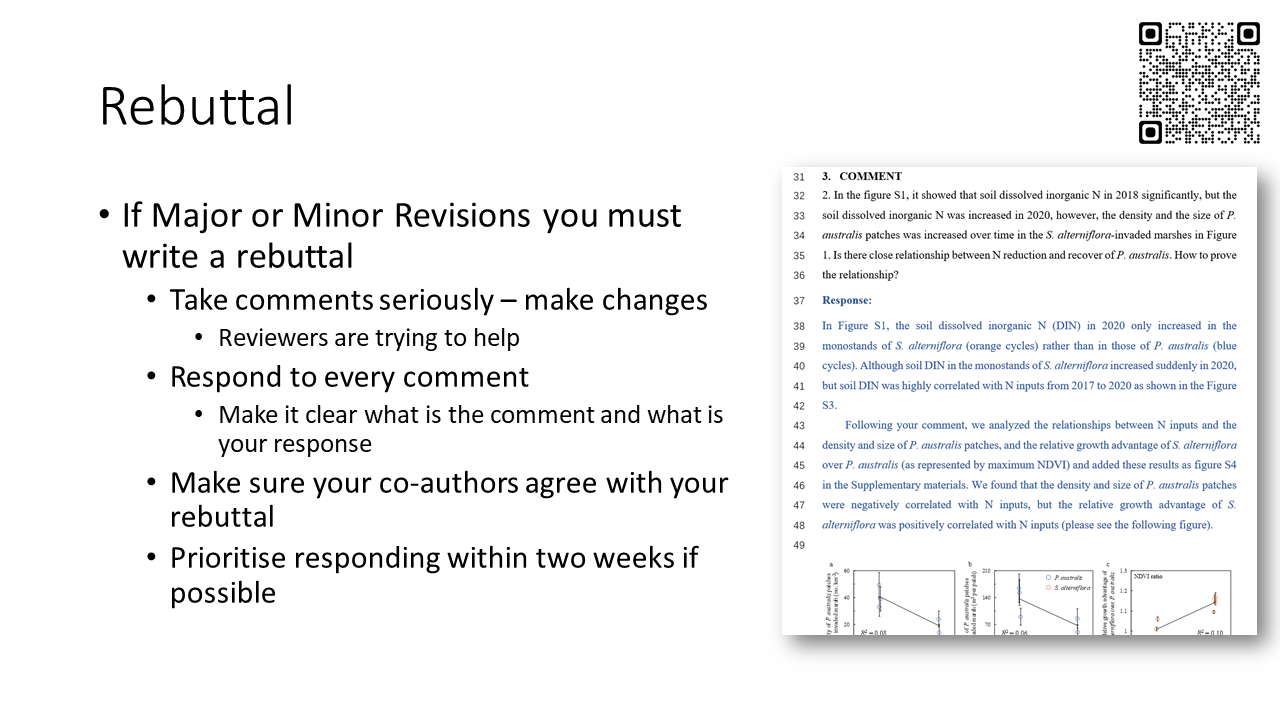 Rebuttal
• If Major or Minor Revisions you must
write a rebuttal
• Take comments seriously – make changes
• Reviewers are trying to help
• Respond to every comment
• Make it clear what is the comment and what is
your response
• Make sure your co-authors agree with your
rebuttal
• Prioritise responding within two weeks if
possible
31 3. COMMENT
32 2. In the figure S1, it showed that soil dissolved inorganic N in 2018 significantly, but the
33 soil dissolved inorganic N was increased in 2020, however, the density and the size of P.
34 australis patches was increased over time in the S. alterniflora-invaded marshes in Figure
35 1. Is there close relationship between N reduction and recover of P. australis. How to prove
36 the relationship?
37 Response:
38 In Figure S1, the soil dissolved inorganic N (DIN) in 2020 only increased in the
39 monostands of S. alterniflora (orange cycles) rather than in those of P. australis (blue
40 cycles). Although soil DIN in the monostands of S. alterniflora increased suddenly in 2020,
41 but soil DIN was highly correlated with N inputs from 2017 to 2020 as shown in the Figure
42 S3.
43 Following your comment, we analyzed the relationships between N inputs and the
44 density and size of P. australis patches, and the relative growth advantage of S. alterniflora
45 over P. australis (as represented by maximum NDVI) and added these results as figure S4
46 in the Supplementary materials. We found that the density and size of P. australis patches
47 were negatively correlated with N inputs, but the relative growth advantage of S.
48 alterniflora was positively correlated with N inputs (please see the following figure).
49
a
60
40
20
R² = 0.08
b
210
140
70
P. australis
S. alterniflora
R² = 0.06
c
1.3
1.2
1.1
1
NDVI ratio
R² = 0.10